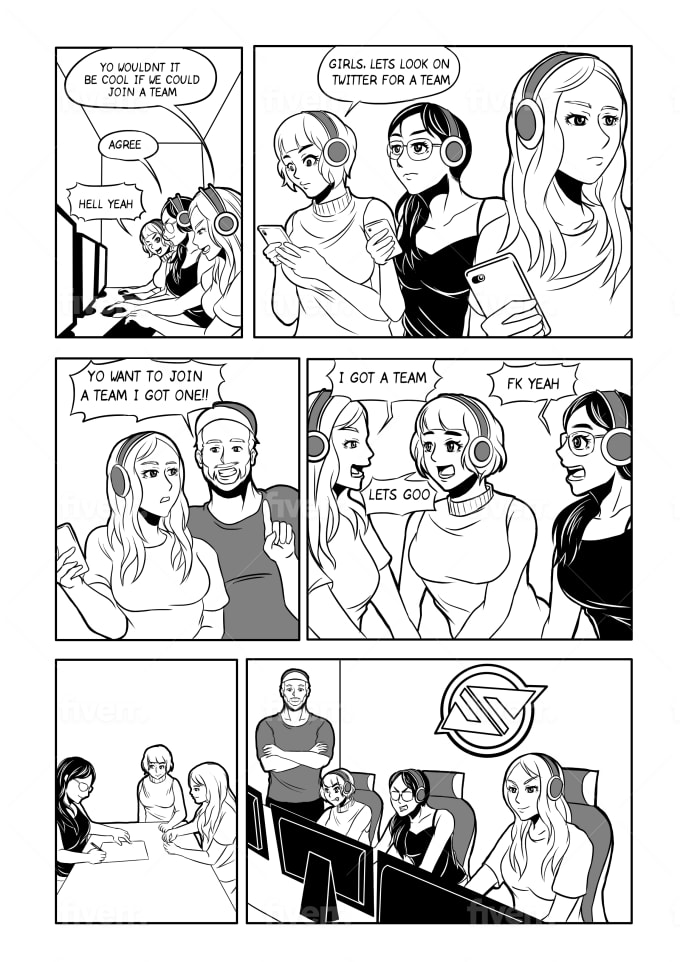 YO WOULDNT IT
BE COOL IF WE COULD
JOIN A TEAM
AGREE
HELL YEAH
GIRLS, LETS LOOK ON
TWITTER FOR A TEAM
YO WANT TO JOIN
A TEAM I GOT ONE!!
I GOT A TEAM
FK YEAH
LETS GOO